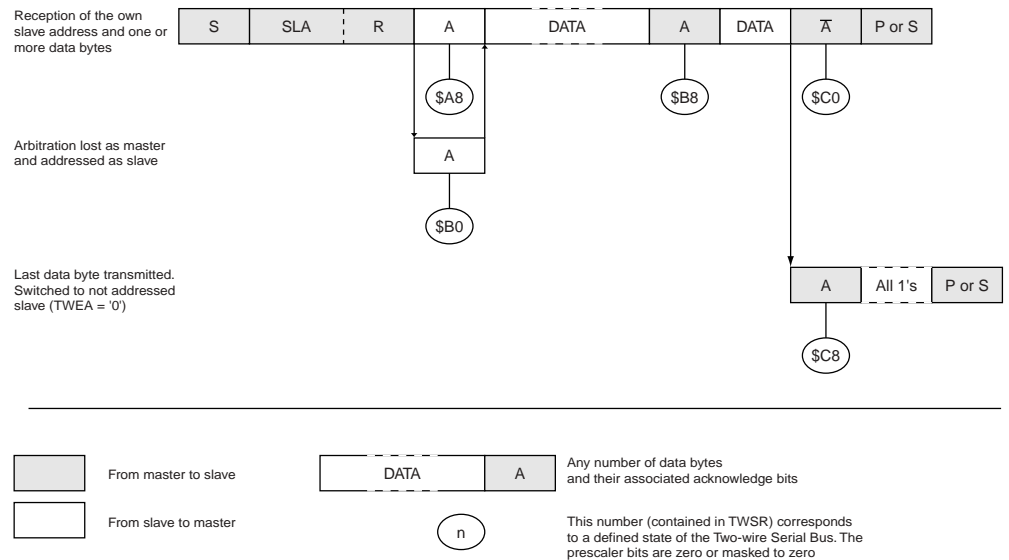 Reception of the own
slave address and one or
more data bytes
S SLA R A DATA A DATA A̅ P or S
$A8 $B8 $C0
Arbitration lost as master
and addressed as slave
A
$B0
Last data byte transmitted.
Switched to not addressed
slave (TWEA = '0')
A All 1's P or S
$C8
From master to slave
DATA A
Any number of data bytes
and their associated acknowledge bits
From slave to master
n
This number (contained in TWSR) corresponds
to a defined state of the Two-wire Serial Bus. The
prescaler bits are zero or masked to zero